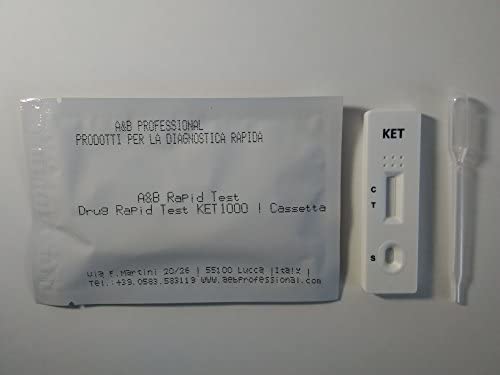 A&B PROFESSIONAL
PRODOTTI PER LA DIAGNOSTICA RAPIDA
A&B Rapid Test
Drug Rapid Test KET1000 | Cassetta
Via F.Martini 20/26 | 55100 Lucca |Italy |
Tel.:+39.0583.583119 WWW.aebprofessional.com
KET
C
T
S